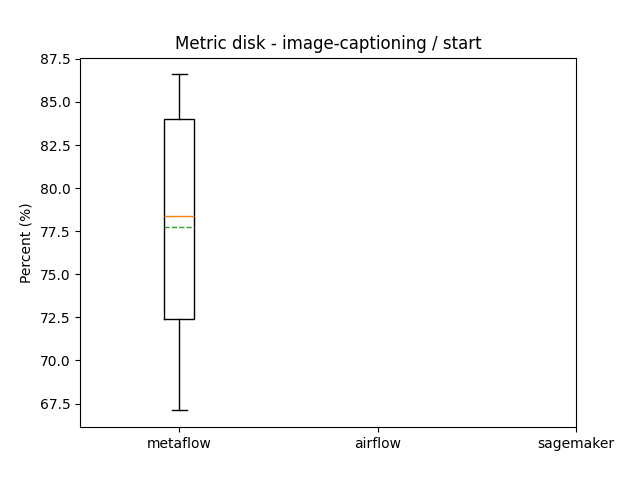 Metric disk - image-captioning / start
Percent (%)
87.5
85.0
82.5
80.0
77.5
75.0
72.5
70.0
67.5
metaflow
airflow
sagemaker